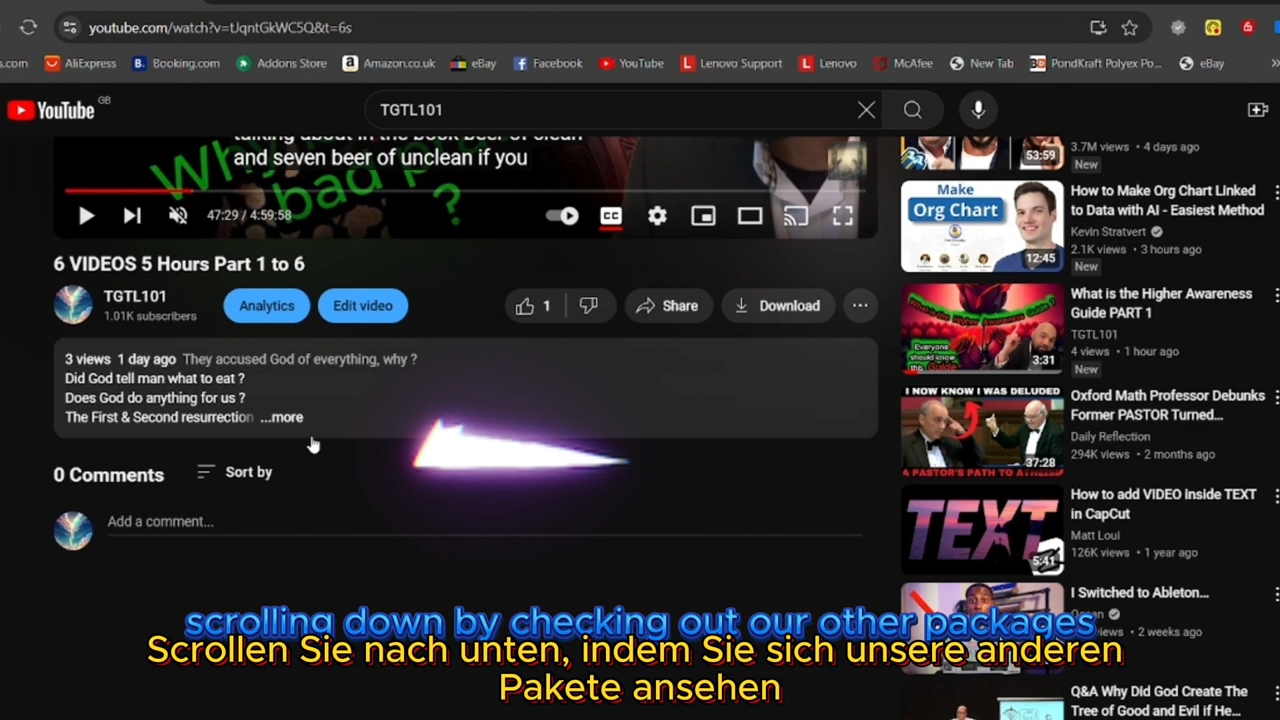 youtube.com/watch?v=tJqntGkWC5Q&t=6s
s.com AliExpress B. Booking.com Addons Store a Amazon.co.uk eBay Facebook YouTube L Lenovo Support L Lenovo McAfee New Tab PondKraft Polyex Po... eBay
YouTube GB
TGTL101
and seven beer of unclean if you
Why
bad
?
47:29 / 4:59:58
CC
6 VIDEOS 5 Hours Part 1 to 6
TGTL101
1.01K subscribers
Analytics
Edit video
1
Share
Download
3 views 1 day ago They accused God of everything, why ?
Did God tell man what to eat ?
Does God do anything for us ?
The First & Second resurrection ...more
0 Comments
Sort by
Add a comment...
53:59
3.7M views • 4 days ago
New
Make
Org Chart
12:45
How to Make Org Chart Linked
to Data with AI - Easiest Method
Kevin Stratvert
2.1K views • 3 hours ago
New
What is the Higher Awareness Guide?
Everyone
should know
this Guide
3:31
What is the Higher Awareness
Guide PART 1
TGTL101
4 views • 1 hour ago
New
I NOW KNOW I WAS DELUDED
37:28
A PASTOR'S PATH TO ATHEISM
Oxford Math Professor Debunks
Former PASTOR Turned...
Daily Reflection
294K views • 2 months ago
TEXT
5:41
How to add VIDEO inside TEXT
in CapCut
Matt Loul
126K views • 1 year ago
I Switched to Ableton...
views • 2 weeks ago
Q&A Why Did God Create The
Tree of Good and Evil if He...
scrolling down by checking out our other packages
Scrollen Sie nach unten, indem Sie sich unsere anderen
Pakete ansehen